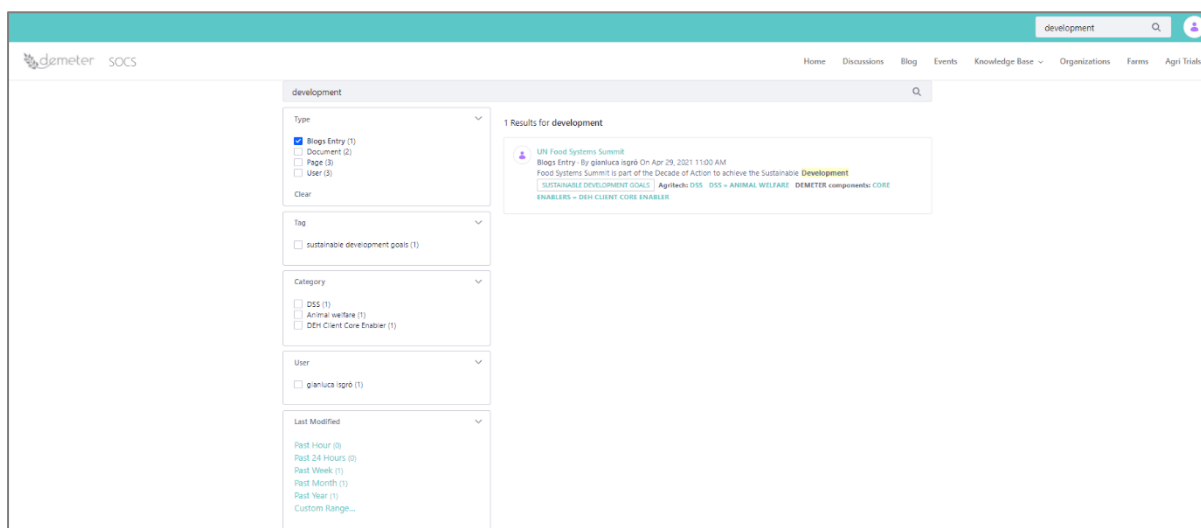 development
demeter SOCS
Home Discussions Blog Events Knowledge Base Organizations Farms Agri Trials
development
Type
Blogs Entry (1)
Document (2)
Page (3)
User (3)
Clear
Tag
sustainable development goals (1)
Category
DSS (1)
Animal welfare (1)
DEH Client Core Enabler (1)
User
gianluca isgrò (1)
Last Modified
Past Hour (0)
Past 24 Hours (0)
Past Week (1)
Past Month (1)
Past Year (1)
Custom Range...
1 Results for development
UN Food Systems Summit
Blogs Entry · By gianluca isgrò On Apr 29, 2021 11:00 AM
Food Systems Summit is part of the Decade of Action to achieve the Sustainable Development
SUSTAINABLE DEVELOPMENT GOALS Agritech: DSS DSS » ANIMAL WELFARE DEMETER components: CORE
ENABLERS » DEH CLIENT CORE ENABLER